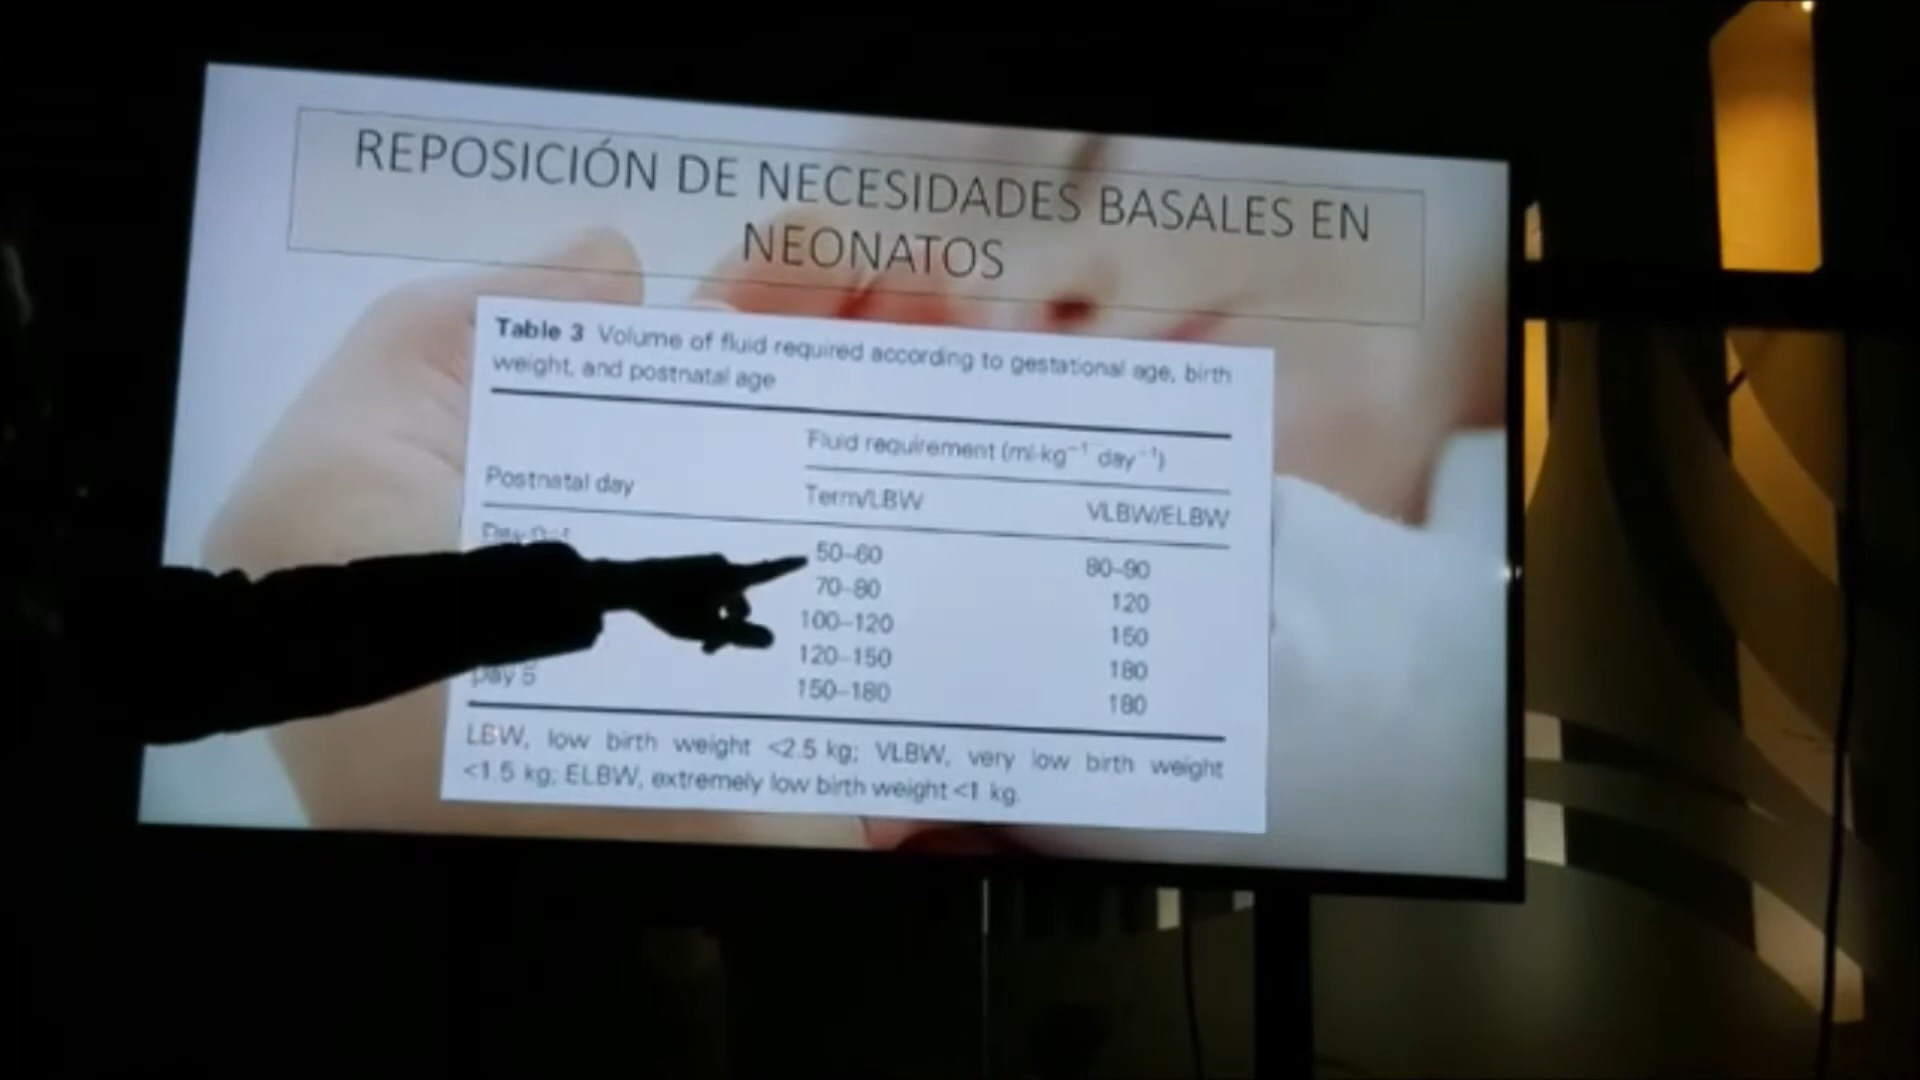 REPOSICIÓN DE NECESIDADES BASALES EN
NEONATOS
Table 3 Volume of fluid required according to gestational age, birth
weight, and postnatal age
Fluid requirement (ml·kg⁻¹ day⁻¹)
Postnatal day
Term/LBW
VLBW/ELBW
50–60
80–90
70–80
120
100–120
150
120–150
180
Day 5
150–180
180
LBW, low birth weight <2.5 kg; VLBW, very low birth weight
<1.5 kg; ELBW, extremely low birth weight <1 kg.